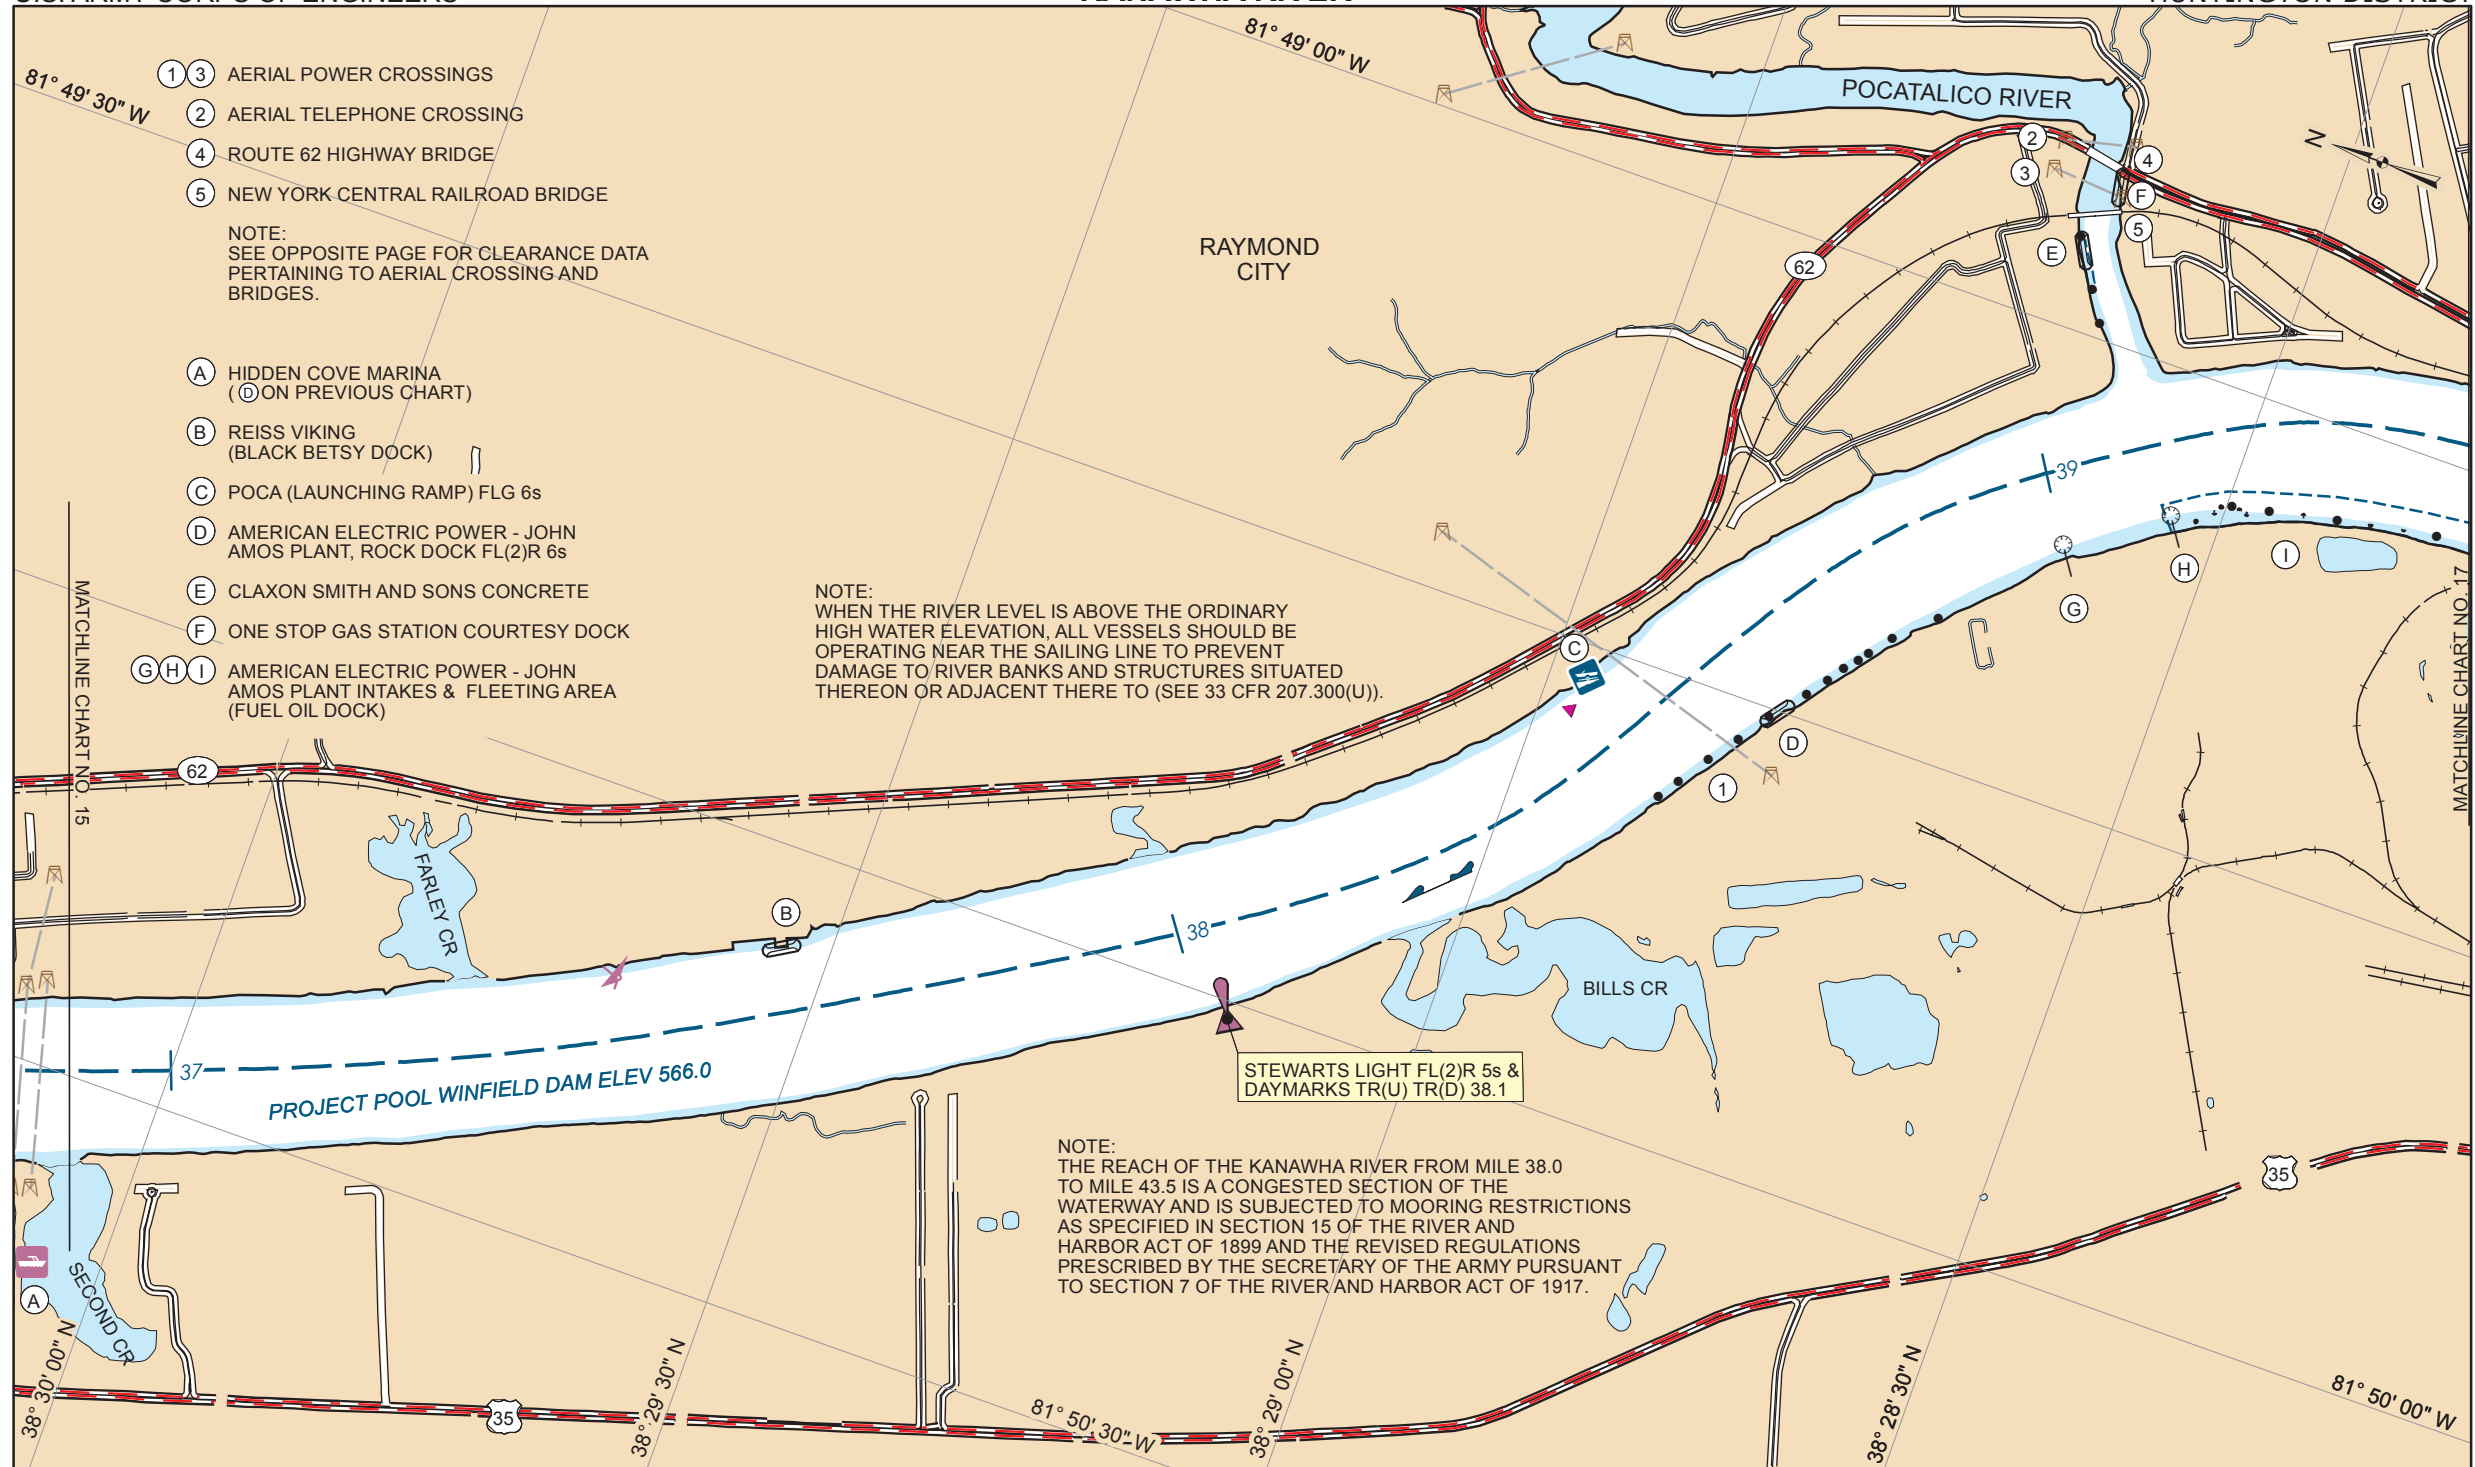 81° 49' 30" W
81° 49' 00" W
1 3 AERIAL POWER CROSSINGS
2 AERIAL TELEPHONE CROSSING
4 ROUTE 62 HIGHWAY BRIDGE
5 NEW YORK CENTRAL RAILROAD BRIDGE
NOTE:
SEE OPPOSITE PAGE FOR CLEARANCE DATA
PERTAINING TO AERIAL CROSSING AND
BRIDGES.
A HIDDEN COVE MARINA
( D ON PREVIOUS CHART)
B REISS VIKING
(BLACK BETSY DOCK)
C POCA (LAUNCHING RAMP) FLG 6s
D AMERICAN ELECTRIC POWER - JOHN
AMOS PLANT, ROCK DOCK FL(2)R 6s
E CLAXON SMITH AND SONS CONCRETE
F ONE STOP GAS STATION COURTESY DOCK
G H I AMERICAN ELECTRIC POWER - JOHN
AMOS PLANT INTAKES & FLEETING AREA
(FUEL OIL DOCK)
POCATALICO RIVER
N
2
4
3
F
5
E
RAYMOND
CITY
62
39
NOTE:
WHEN THE RIVER LEVEL IS ABOVE THE ORDINARY
HIGH WATER ELEVATION, ALL VESSELS SHOULD BE
OPERATING NEAR THE SAILING LINE TO PREVENT
DAMAGE TO RIVER BANKS AND STRUCTURES SITUATED
THEREON OR ADJACENT THERE TO (SEE 33 CFR 207.300(U)).
C
D
1
G
H
I
MATCHLINE CHART NO. 15
MATCHLINE CHART NO. 17
62
FARLEY CR
B
38
37
PROJECT POOL WINFIELD DAM ELEV 566.0
BILLS CR
STEWARTS LIGHT FL(2)R 5s &
DAYMARKS TR(U) TR(D) 38.1
NOTE:
THE REACH OF THE KANAWHA RIVER FROM MILE 38.0
TO MILE 43.5 IS A CONGESTED SECTION OF THE
WATERWAY AND IS SUBJECTED TO MOORING RESTRICTIONS
AS SPECIFIED IN SECTION 15 OF THE RIVER AND
HARBOR ACT OF 1899 AND THE REVISED REGULATIONS
PRESCRIBED BY THE SECRETARY OF THE ARMY PURSUANT
TO SECTION 7 OF THE RIVER AND HARBOR ACT OF 1917.
35
A
SECOND CR
35
38° 30' 00" N
38° 29' 30" N
81° 50' 30" W
38° 29' 00" N
38° 28' 30" N
81° 50' 00" W